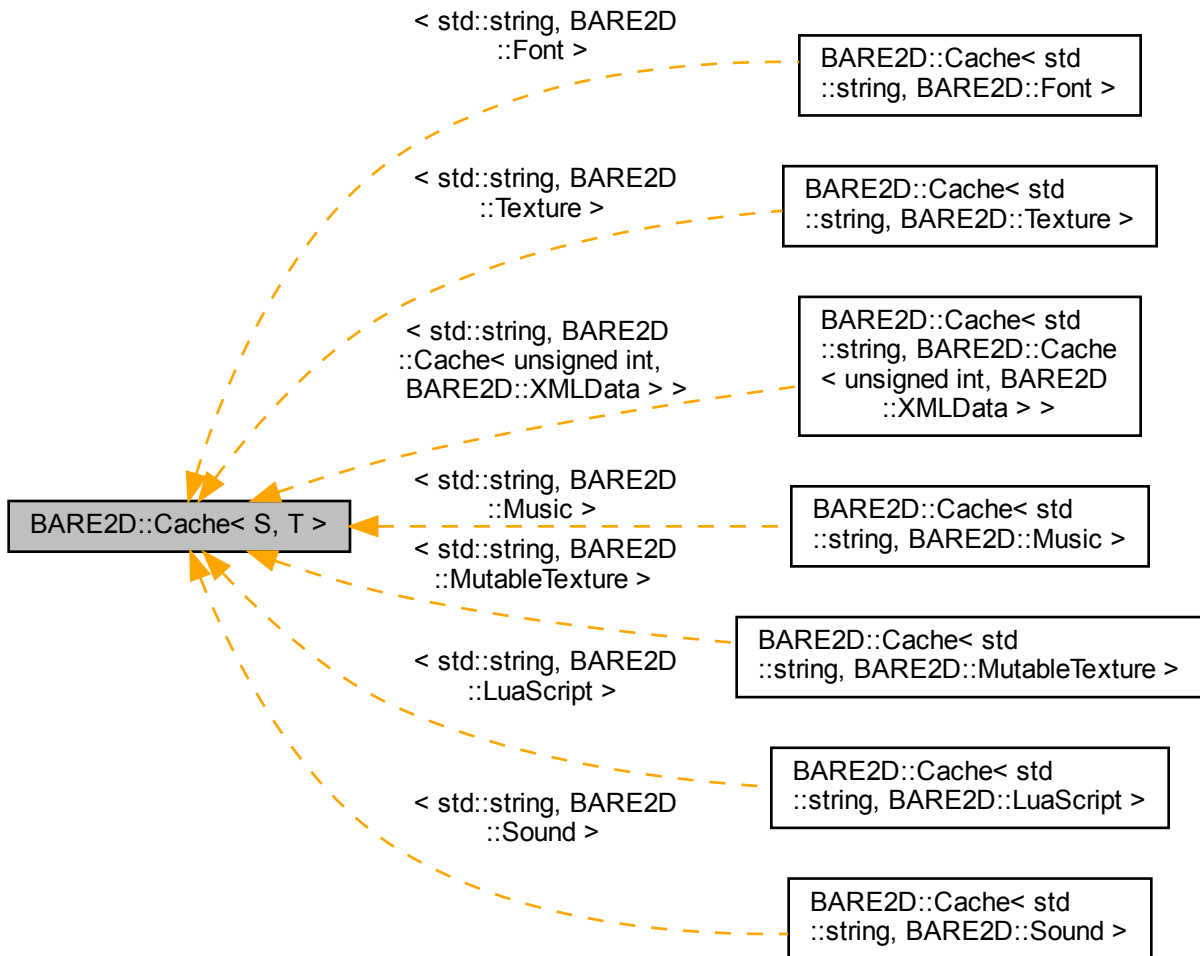 < std::string, BARE2D
::Font >
BARE2D::Cache< std
::string, BARE2D::Font >
< std::string, BARE2D
::Texture >
BARE2D::Cache< std
::string, BARE2D::Texture >
< std::string, BARE2D
::Cache< unsigned int,
BARE2D::XMLData > >
BARE2D::Cache< std
::string, BARE2D::Cache
< unsigned int, BARE2D
::XMLData > >
BARE2D::Cache< S, T >
< std::string, BARE2D
::Music >
BARE2D::Cache< std
::string, BARE2D::Music >
< std::string, BARE2D
::MutableTexture >
BARE2D::Cache< std
::string, BARE2D::MutableTexture >
< std::string, BARE2D
::LuaScript >
BARE2D::Cache< std
::string, BARE2D::LuaScript >
< std::string, BARE2D
::Sound >
BARE2D::Cache< std
::string, BARE2D::Sound >